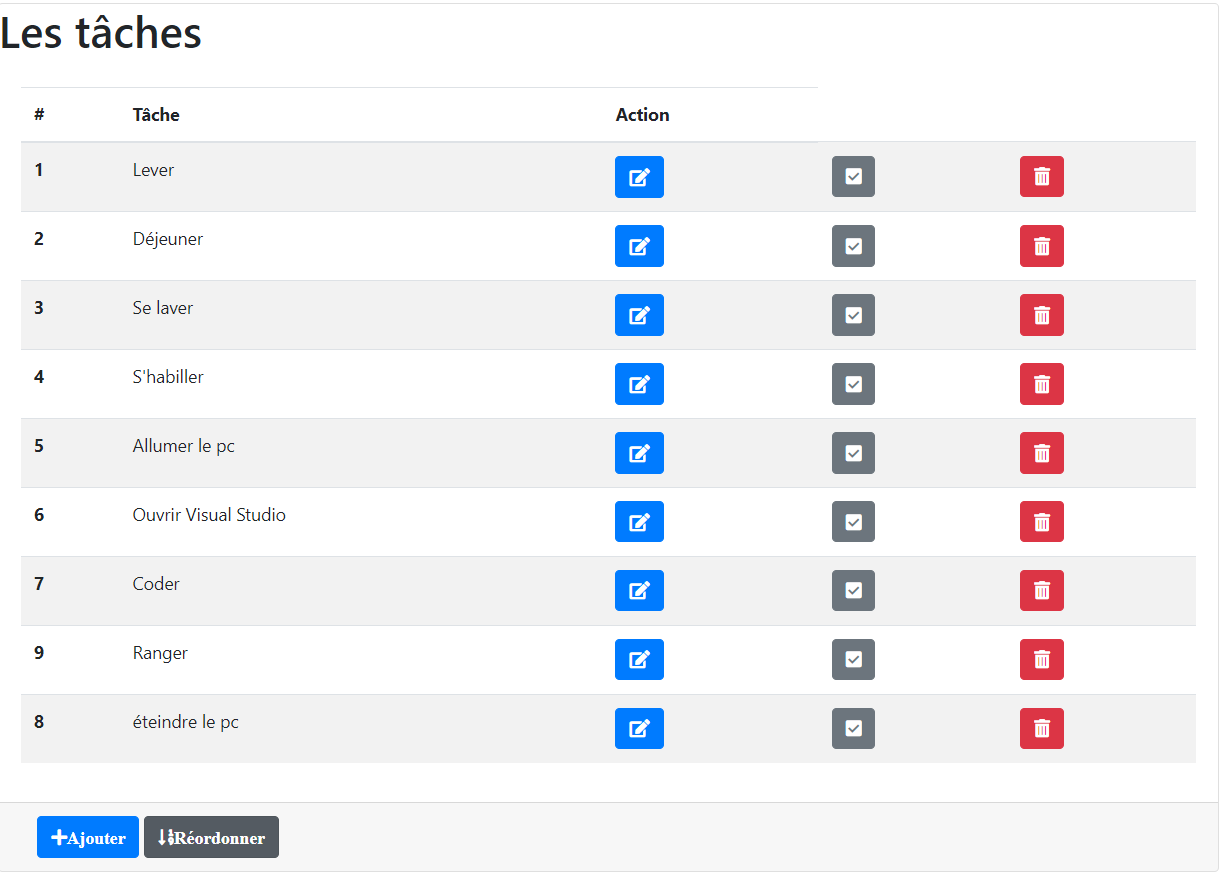 Les tâches
# Tâche Action
1 Lever
2 Déjeuner
3 Se laver
4 S'habiller
5 Allumer le pc
6 Ouvrir Visual Studio
7 Coder
9 Ranger
8 éteindre le pc
Ajouter Réordonner